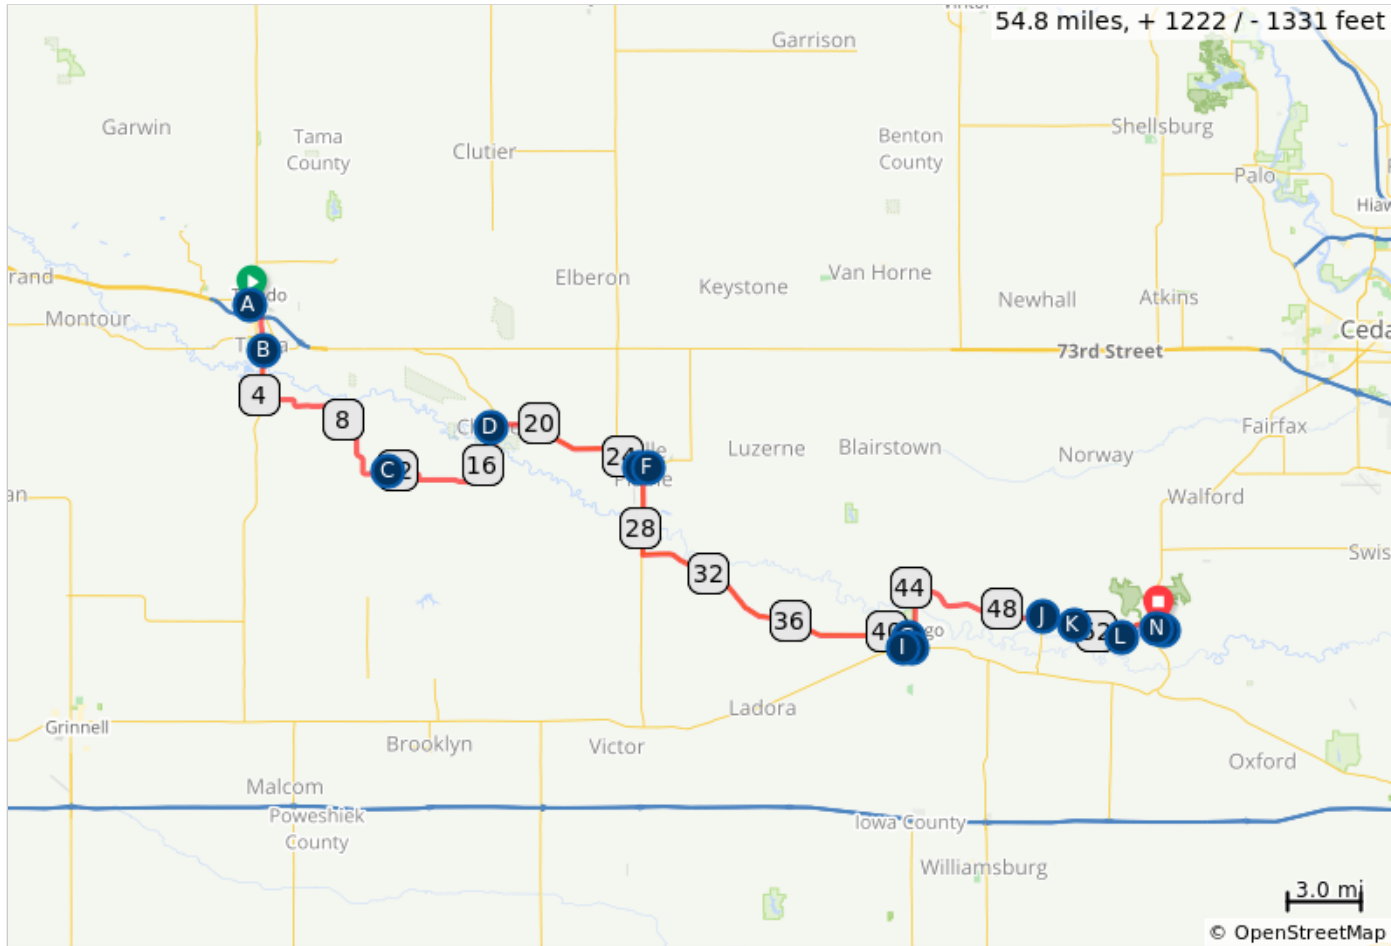 54.8 miles, + 1222 / - 1331 feet
Garrison
Garwin
Shellsburg
Tama
County
Benton
County
Clutier
Palo
Elberon
Van Horne
Keystone
Newhall
Atkins
A
Montour
B
73rd Street
4
8
D
20
Fairfax
Luzerne
Blairstown
Norway
C
16
24
F
Walford
28
32
44
36
48
J
K
L
N
40
I
Ladora
Grinnell
Brooklyn
Victor
Oxford
Malcom
Poweshiek
County
Iowa County
Williamsburg
3.0 mi
© OpenStreetMap